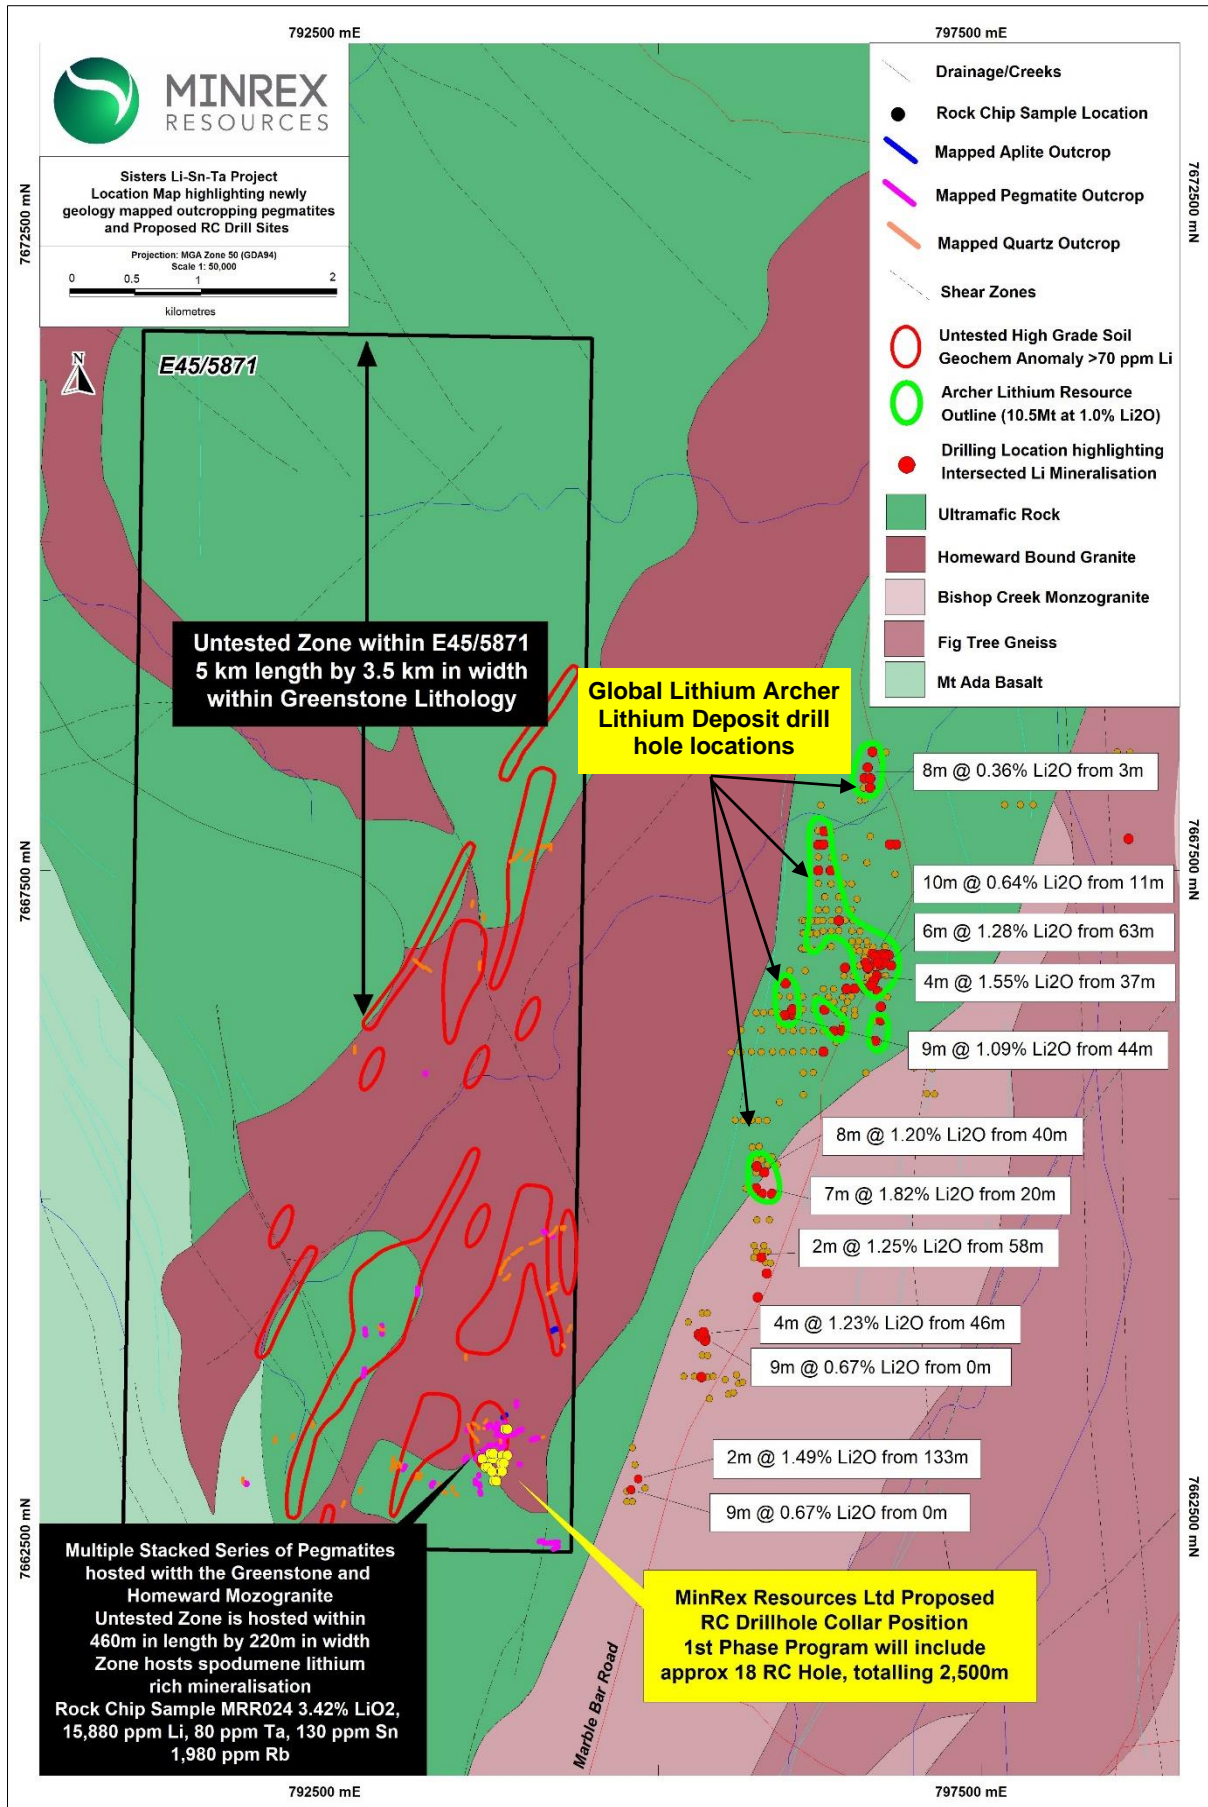 792500 mE
797500 mE
MINREX
RESOURCES
Sisters Li-Sn-Ta Project
Location Map highlighting newly
geology mapped outcropping pegmatites
and Proposed RC Drill Sites
Projection: MGA Zone 50 (GDA94)
Scale 1: 50,000
0 0.5 1 2
kilometres
7672500 mN
7672500 mN
Drainage/Creeks
Rock Chip Sample Location
Mapped Aplite Outcrop
Mapped Pegmatite Outcrop
Mapped Quartz Outcrop
Shear Zones
Untested High Grade Soil
Geochem Anomaly >70 ppm Li
Archer Lithium Resource
Outline (10.5Mt at 1.0% Li2O)
Drilling Location highlighting
Intersected Li Mineralisation
Ultramafic Rock
Homeward Bound Granite
Bishop Creek Monzogranite
Fig Tree Gneiss
Mt Ada Basalt
N
E45/5871
Untested Zone within E45/5871
5 km length by 3.5 km in width
within Greenstone Lithology
Global Lithium Archer
Lithium Deposit drill
hole locations
8m @ 0.36% Li2O from 3m
7667500 mN
7667500 mN
10m @ 0.64% Li2O from 11m
6m @ 1.28% Li2O from 63m
4m @ 1.55% Li2O from 37m
9m @ 1.09% Li2O from 44m
8m @ 1.20% Li2O from 40m
7m @ 1.82% Li2O from 20m
2m @ 1.25% Li2O from 58m
4m @ 1.23% Li2O from 46m
9m @ 0.67% Li2O from 0m
2m @ 1.49% Li2O from 133m
9m @ 0.67% Li2O from 0m
7662500 mN
7662500 mN
Multiple Stacked Series of Pegmatites
hosted witth the Greenstone and
Homeward Mozogranite
Untested Zone is hosted within
460m in length by 220m in width
Zone hosts spodumene lithium
rich mineralisation
Rock Chip Sample MRR024 3.42% LiO2,
15,880 ppm Li, 80 ppm Ta, 130 ppm Sn
1,980 ppm Rb
MinRex Resources Ltd Proposed
RC Drillhole Collar Position
1st Phase Program will include
approx 18 RC Hole, totalling 2,500m
Marble Bar Road
792500 mE
797500 mE